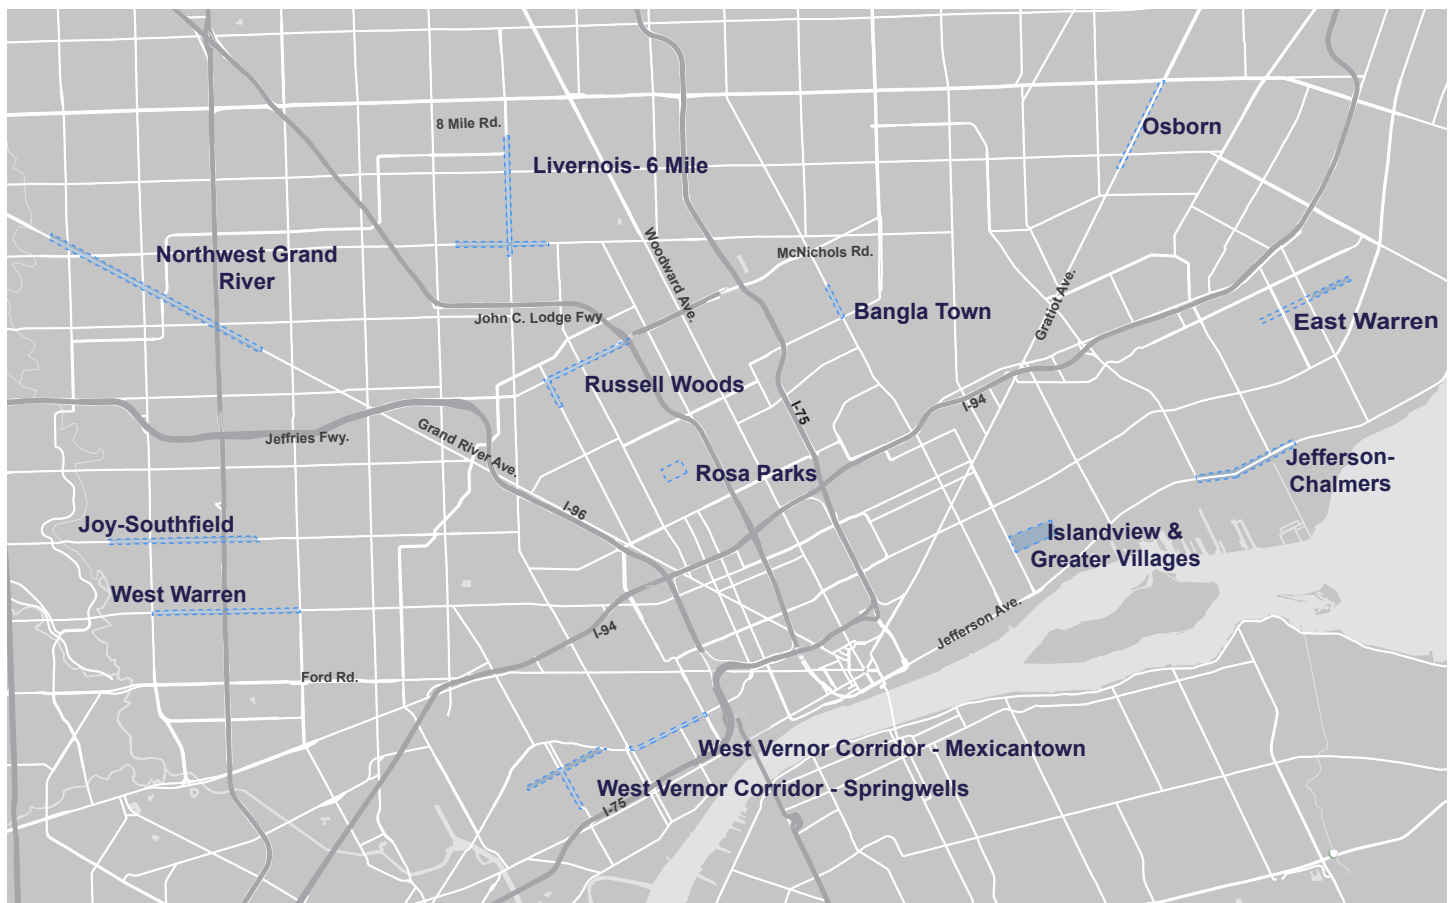 8 Mile Rd.
Osborn
Livernois- 6 Mile
Northwest Grand
River
Woodward Ave.
McNichols Rd.
John C. Lodge Fwy
Bangla Town
Gratiot Ave.
East Warren
Russell Woods
I-75
I-94
Jeffries Fwy.
Grand River Ave.
Rosa Parks
Jefferson-
Chalmers
I-96
Joy-Southfield
Islandview &
Greater Villages
West Warren
I-94
Jefferson Ave.
Ford Rd.
West Vernor Corridor - Mexicantown
West Vernor Corridor - Springwells
I-75